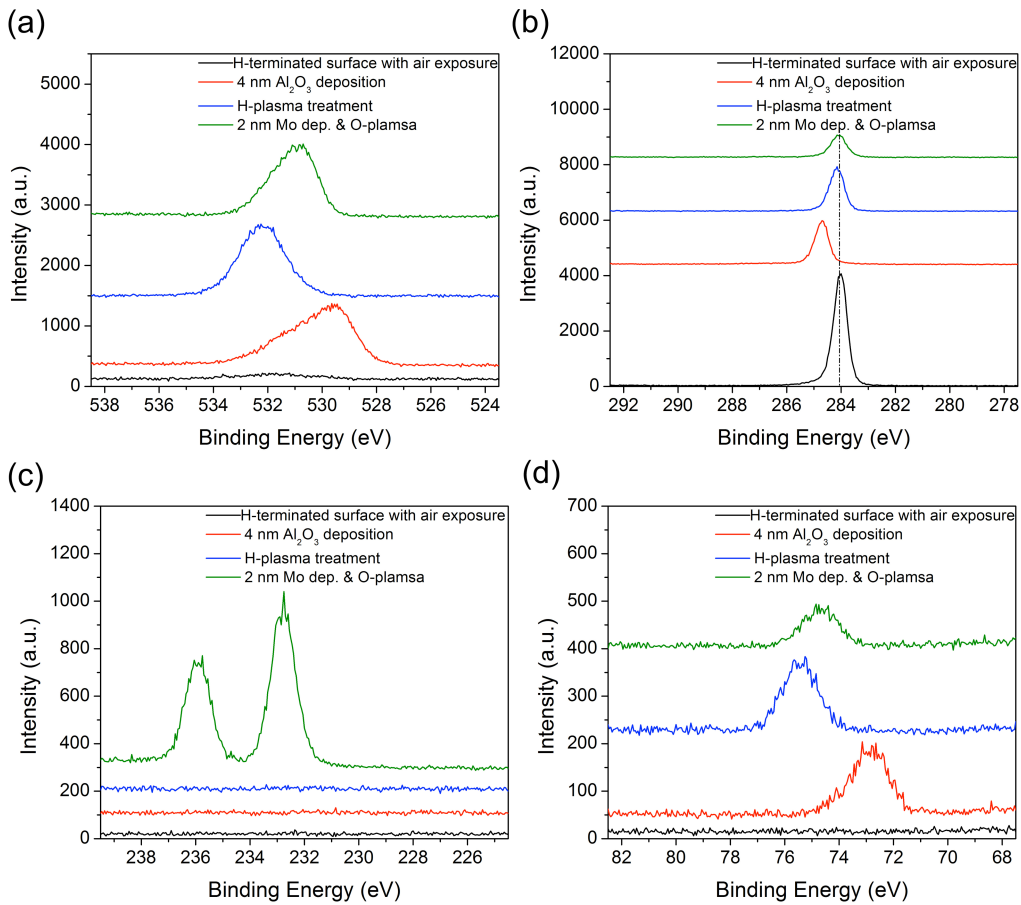 (a)
H-terminated surface with air exposure
4 nm Al2O3 deposition
H-plasma treatment
2 nm Mo dep. & O-plamsa
5000
4000
3000
2000
1000
0
538 536 534 532 530 528 526 524
Intensity (a.u.)
Binding Energy (eV)
(b)
H-terminated surface with air exposure
4 nm Al2O3 deposition
H-plasma treatment
2 nm Mo dep. & O-plamsa
12000
10000
8000
6000
4000
2000
0
292 290 288 286 284 282 280 278
Intensity (a.u.)
Binding Energy (eV)
(c)
H-terminated surface with air exposure
4 nm Al2O3 deposition
H-plasma treatment
2 nm Mo dep. & O-plamsa
1400
1200
1000
800
600
400
200
0
238 236 234 232 230 228 226
Intensity (a.u.)
Binding Energy (eV)
(d)
H-terminated surface with air exposure
4 nm Al2O3 deposition
H-plasma treatment
2 nm Mo dep. & O-plamsa
700
600
500
400
300
200
100
0
82 80 78 76 74 72 70 68
Intensity (a.u.)
Binding Energy (eV)